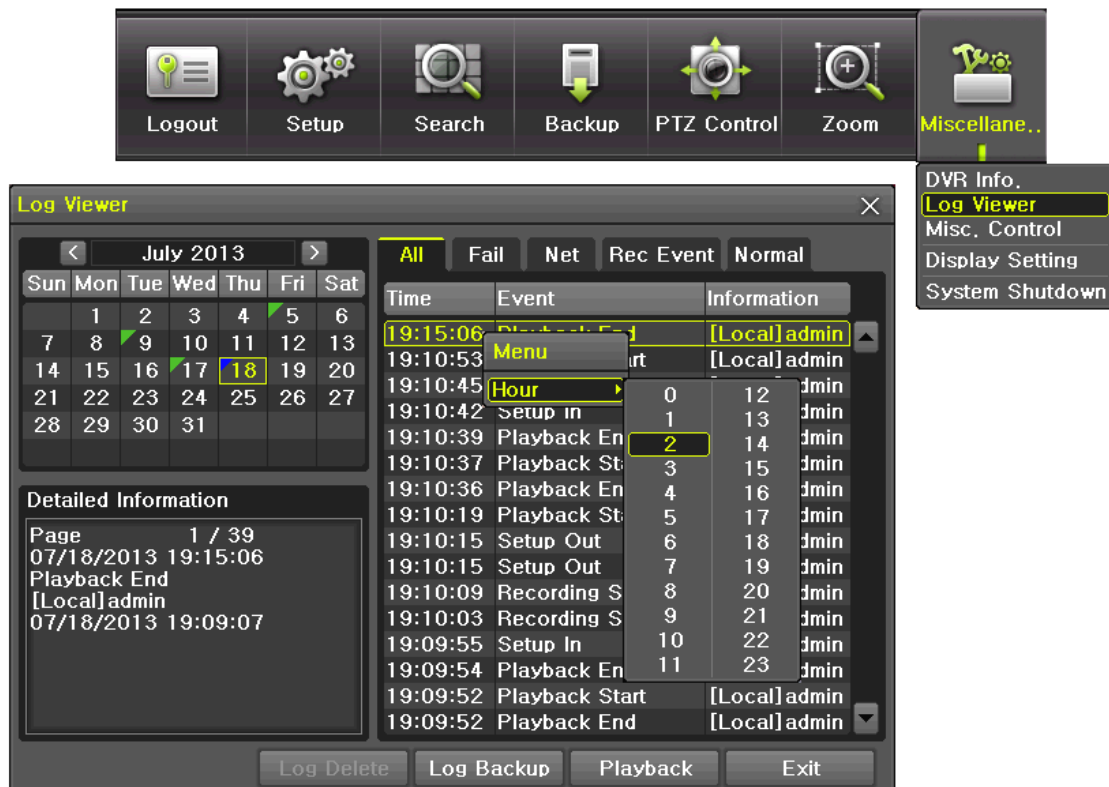 Logout Setup Search Backup PTZ Control Zoom Miscellane..
DVR Info.
Log Viewer
Misc. Control
Display Setting
System Shutdown
Log Viewer
July 2013
Sun Mon Tue Wed Thu Fri Sat
1 2 3 4 5 6
7 8 9 10 11 12 13
14 15 16 17 18 19 20
21 22 23 24 25 26 27
28 29 30 31
Detailed Information
Page 1 / 39
07/18/2013 19:15:06
Playback End
[Local]admin
07/18/2013 19:09:07
All Fail Net Rec Event Normal
Time Event Information
19:15:06 [Local]admin
19:10:53 [Local]admin
19:10:45
19:10:42 Setup In
19:10:39 Playback
19:10:37 Playback
19:10:36 Playback
19:10:19 Playback
19:10:15 Setup Out
19:10:15 Setup Out
19:10:09 Recording
19:10:03 Recording
19:09:55 Setup In
19:09:54 Playback
19:09:52 Playback Start [Local]admin
19:09:52 Playback End [Local]admin
Menu
Hour
0 12
1 13
2 14
3 15
4 16
5 17
6 18
7 19
8 20
9 21
10 22
11 23
Log Delete Log Backup Playback Exit